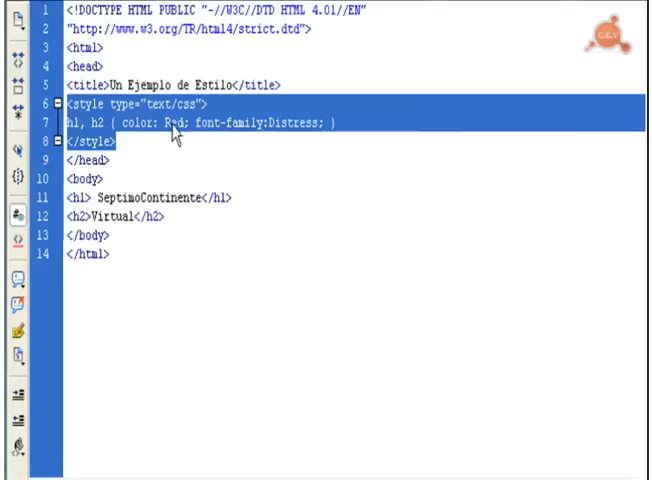 1 <!DOCTYPE HTML PUBLIC "-//W3C//DTD HTML 4.01//EN"
2 "http://www.w3.org/TR/html4/strict.dtd">
3 <html>
4 <head>
5 <title>Un Ejemplo de Estilo</title>
6 <style type="text/css">
7 h1, h2 { color: Red; font-family:Distress; }
8 </style>
9 </head>
10 <body>
11 <h1> SeptimoContinente</h1>
12 <h2>Virtual</h2>
13 </body>
14 </html>